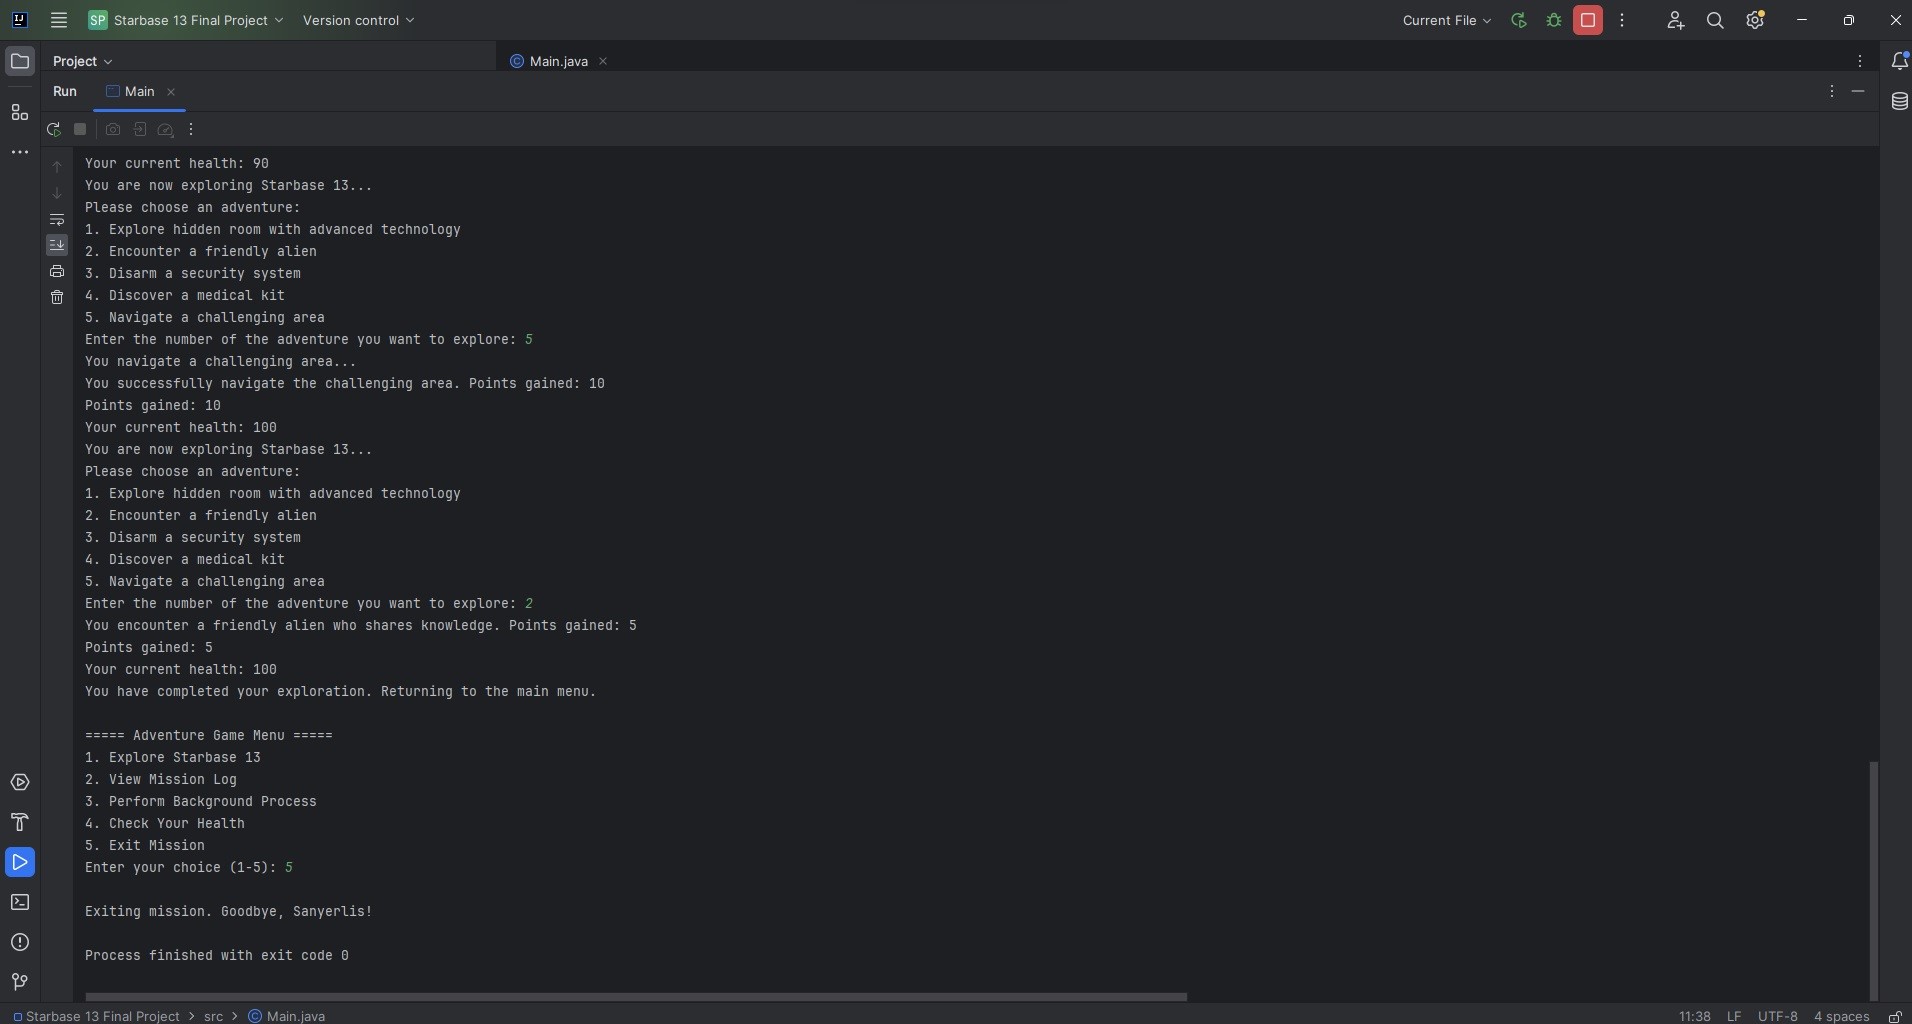 SP Starbase 13 Final Project Version control Current File
Project Main.java
Run Main
Your current health: 90
You are now exploring Starbase 13...
Please choose an adventure:
1. Explore hidden room with advanced technology
2. Encounter a friendly alien
3. Disarm a security system
4. Discover a medical kit
5. Navigate a challenging area
Enter the number of the adventure you want to explore: 5
You navigate a challenging area...
You successfully navigate the challenging area. Points gained: 10
Points gained: 10
Your current health: 100
You are now exploring Starbase 13...
Please choose an adventure:
1. Explore hidden room with advanced technology
2. Encounter a friendly alien
3. Disarm a security system
4. Discover a medical kit
5. Navigate a challenging area
Enter the number of the adventure you want to explore: 2
You encounter a friendly alien who shares knowledge. Points gained: 5
Points gained: 5
Your current health: 100
You have completed your exploration. Returning to the main menu.
===== Adventure Game Menu =====
1. Explore Starbase 13
2. View Mission Log
3. Perform Background Process
4. Check Your Health
5. Exit Mission
Enter your choice (1-5): 5
Exiting mission. Goodbye, Sanyerlis!
Process finished with exit code 0
Starbase 13 Final Project > src > Main.java 11:38 LF UTF-8 4 spaces